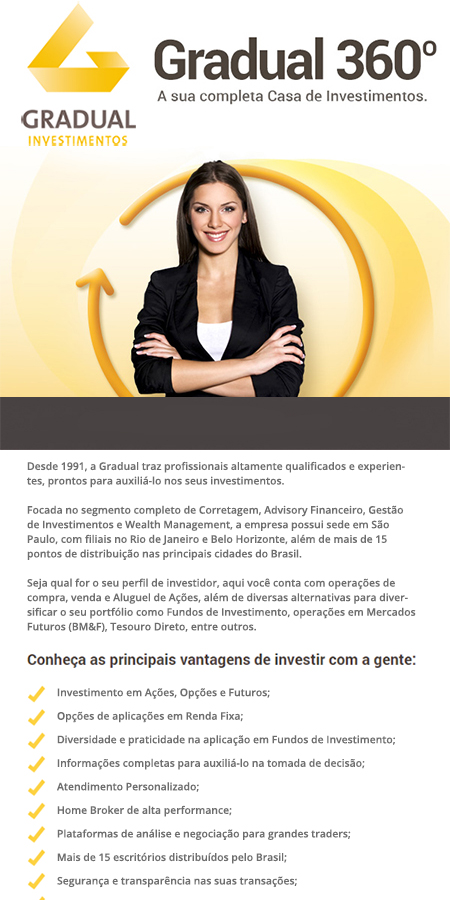 Gradual 360º
A sua completa Casa de Investimentos.
GRADUAL
INVESTIMENTOS
Desde 1991, a Gradual traz profissionais altamente qualificados e experien-
tes, prontos para auxiliá-lo nos seus investimentos.
Focada no segmento completo de Corretagem, Advisory Financeiro, Gestão
de Investimentos e Wealth Management, a empresa possui sede em São
Paulo, com filiais no Rio de Janeiro e Belo Horizonte, além de mais de 15
pontos de distribuição nas principais cidades do Brasil.
Seja qual for o seu perfil de investidor, aqui você conta com operações de
compra, venda e Aluguel de Ações, além de diversas alternativas para diver-
sificar o seu portfólio como Fundos de Investimento, operações em Mercados
Futuros (BM&F), Tesouro Direto, entre outros.
Conheça as principais vantagens de investir com a gente:
Investimento em Ações, Opções e Futuros;
Opções de aplicações em Renda Fixa;
Diversidade e praticidade na aplicação em Fundos de Investimento;
Informações completas para auxiliá-lo na tomada de decisão;
Atendimento Personalizado;
Home Broker de alta performance;
Plataformas de análise e negociação para grandes traders;
Mais de 15 escritórios distribuídos pelo Brasil;
Segurança e transparência nas suas transações;